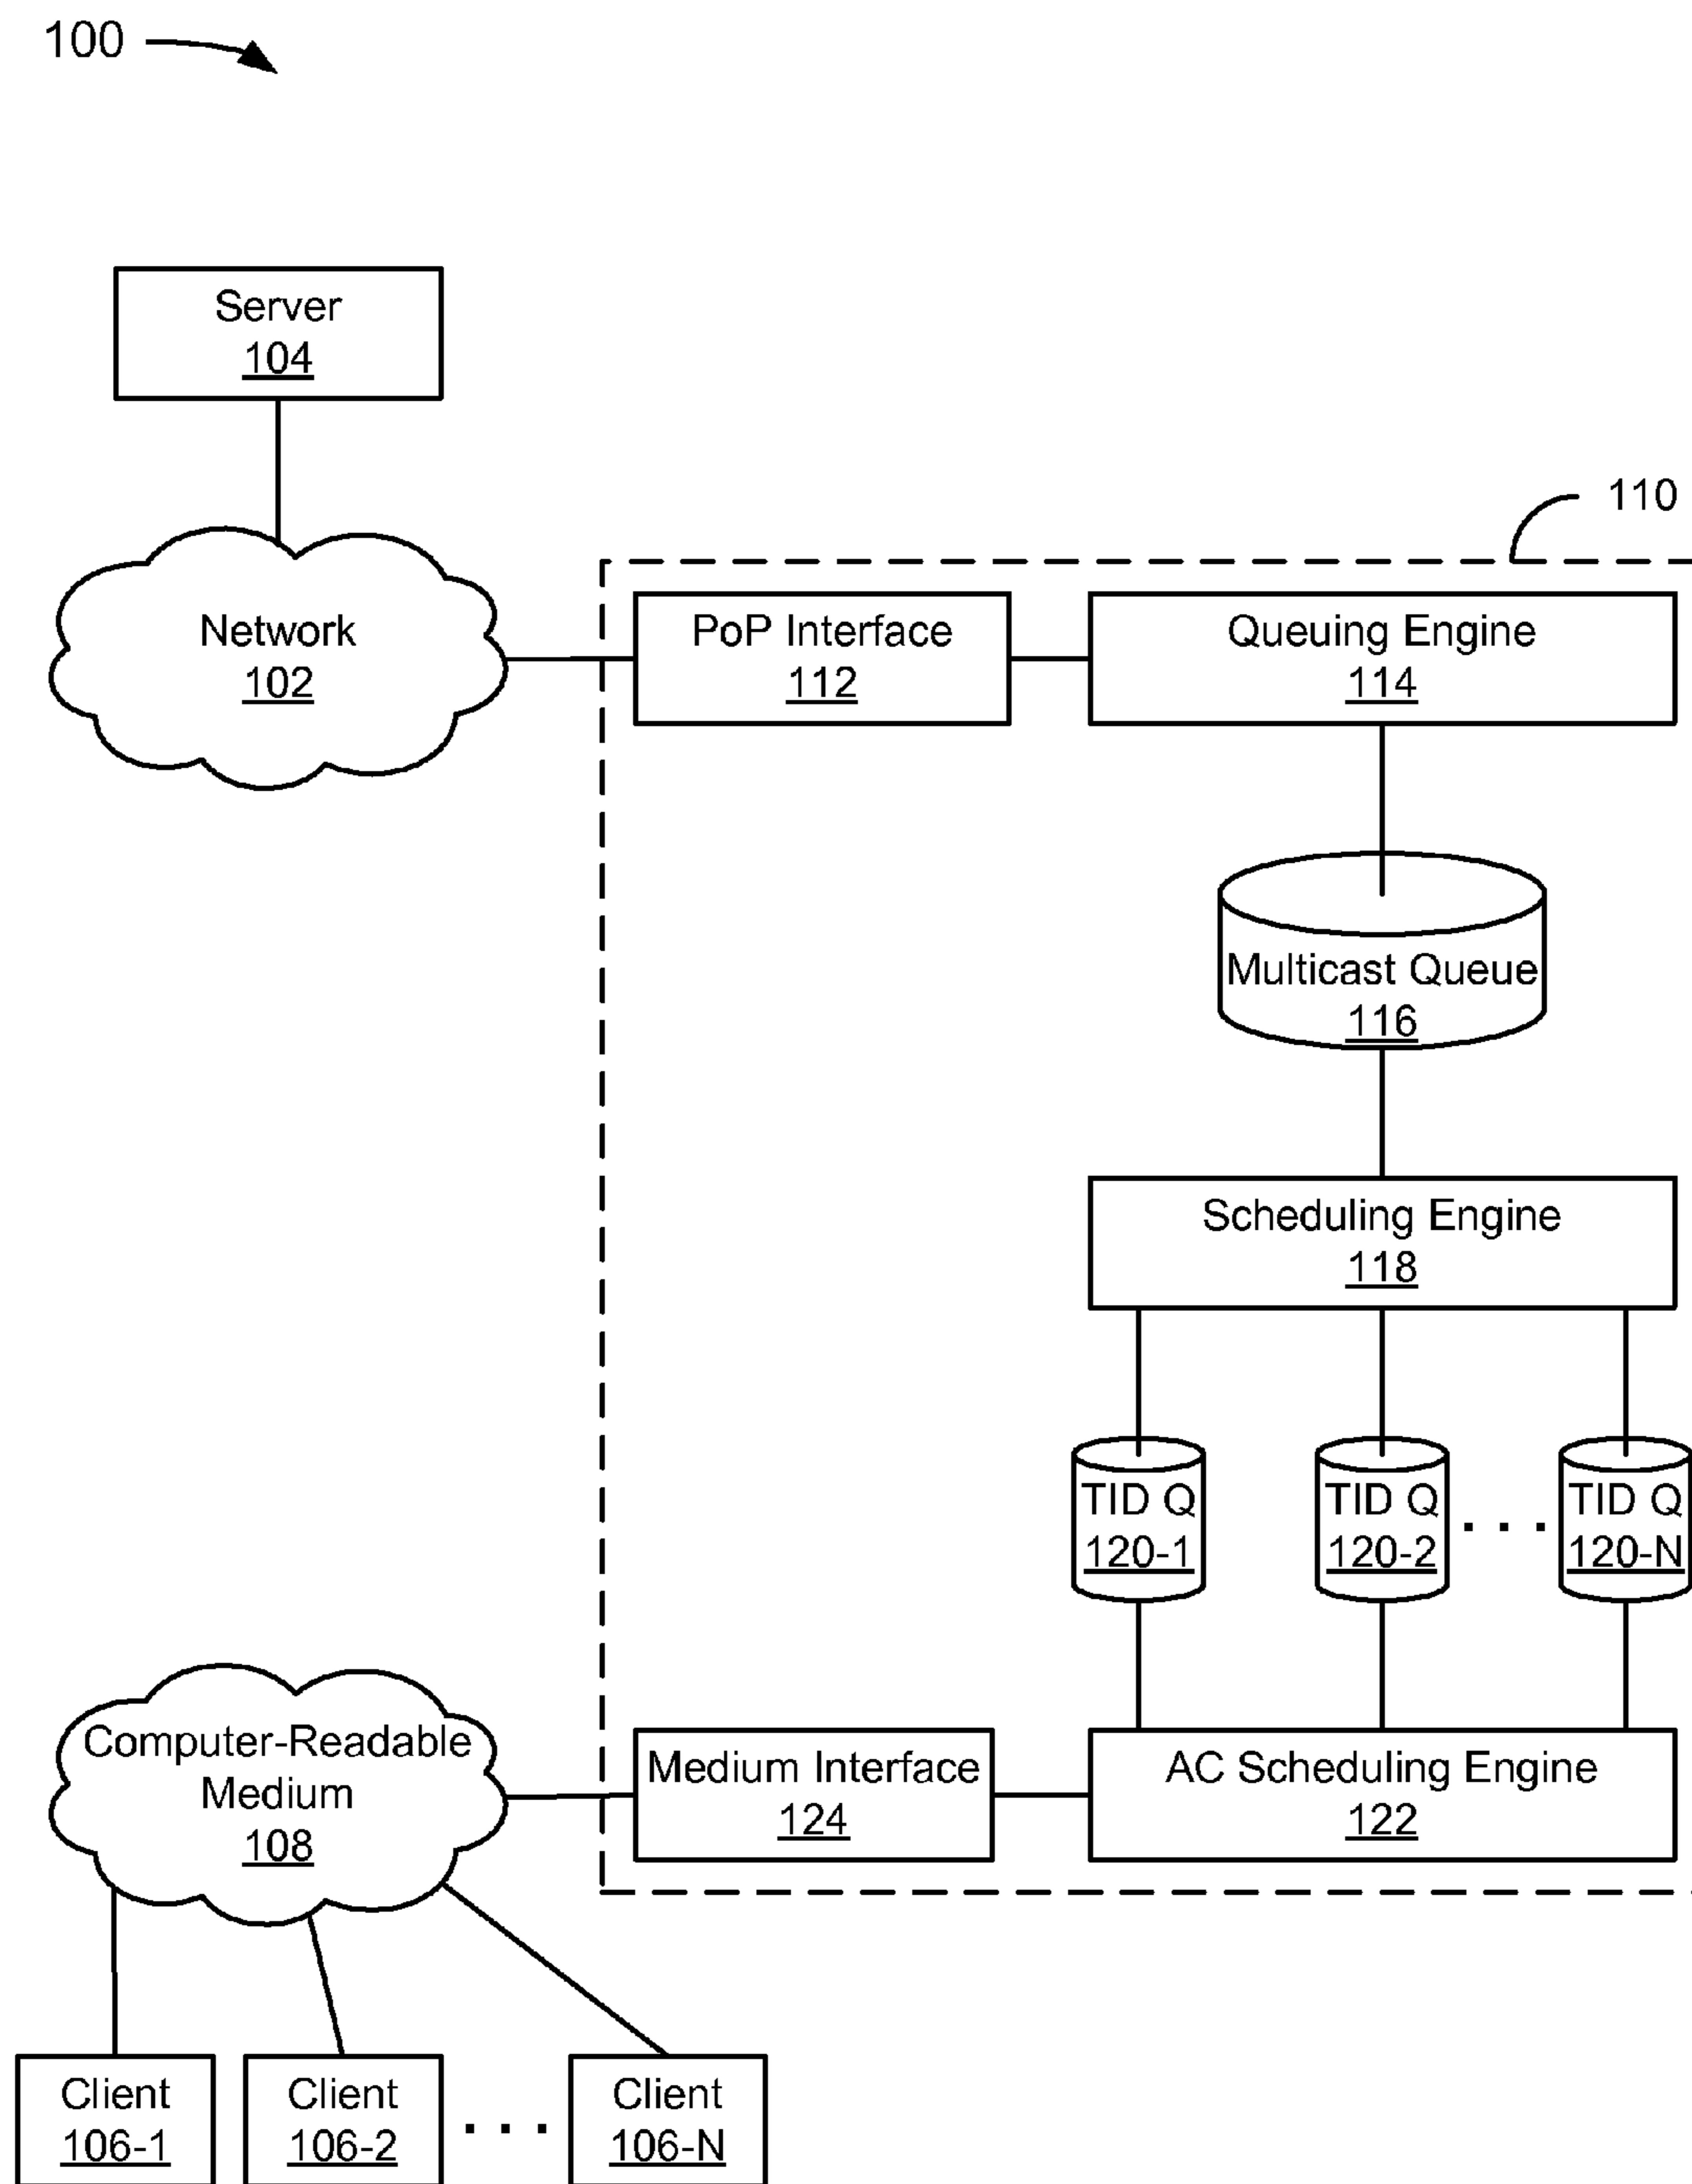 100
Server
104
110
Network
102
PoP Interface
112
Queuing Engine
114
Multicast Queue
116
Scheduling Engine
118
TID Q
120-1
TID Q
120-2
. . .
TID Q
120-N
Computer-Readable
Medium
108
Medium Interface
124
AC Scheduling Engine
122
Client
106-1
Client
106-2
. . .
Client
106-N